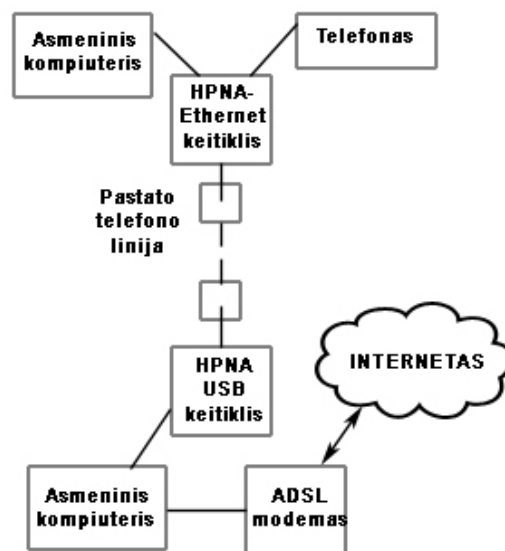 Asmeninis
kompiuteris
Telefonas
HPNA-
Ethernet
keitiklis
Pastato
telefono
linija
INTERNETAS
HPNA
USB
keitiklis
Asmeninis
kompiuteris
ADSL
modemas